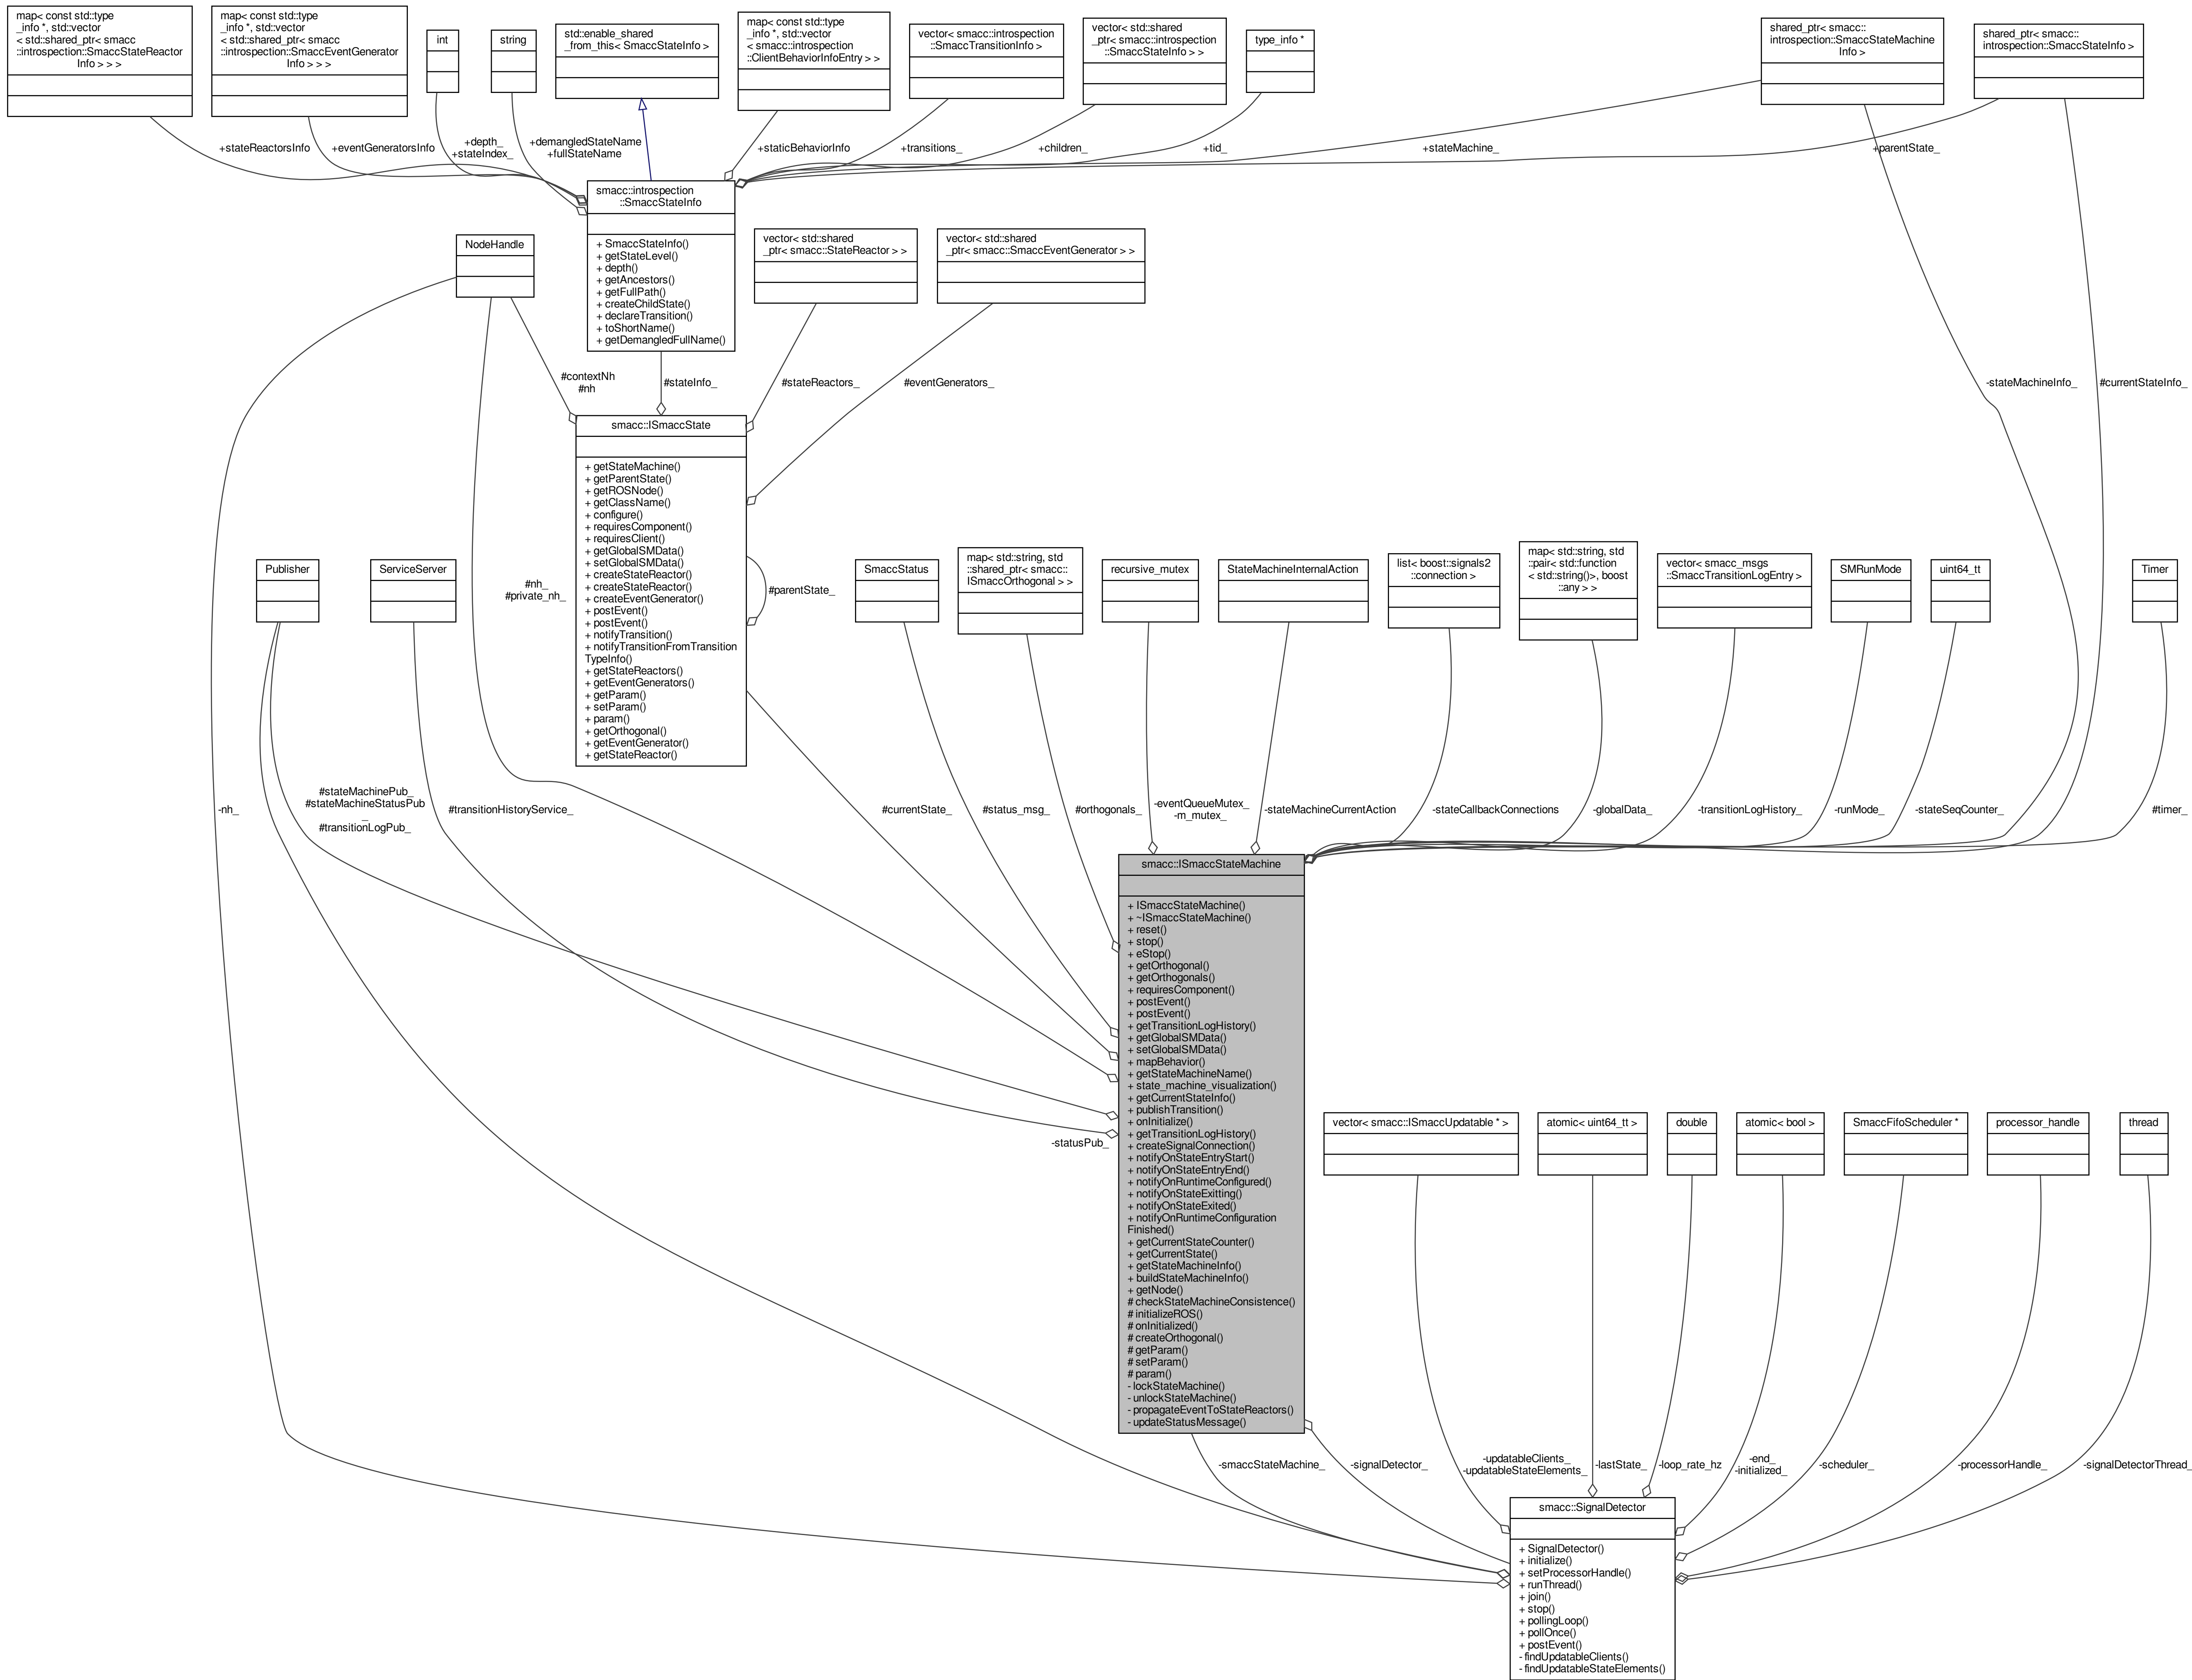 map< const std::type
_info *, std::vector
< std::shared_ptr< smacc
::introspection::SmaccStateReactor
Info > > >
map< const std::type
_info *, std::vector
< std::shared_ptr< smacc
::introspection::SmaccEventGenerator
Info > > >
int
string
std::enable_shared
_from_this< SmaccStateInfo >
map< const std::type
_info *, std::vector
< smacc::introspection
::ClientBehaviorInfoEntry > >
vector< smacc::introspection
::SmaccTransitionInfo >
vector< std::shared
_ptr< smacc::introspection
::SmaccStateInfo > >
type_info *
shared_ptr< smacc::
introspection::SmaccStateMachine
Info >
shared_ptr< smacc::
introspection::SmaccStateInfo >
+stateReactorsInfo
+eventGeneratorsInfo
+depth_
+stateIndex_
+demangledStateName
+fullStateName
+staticBehaviorInfo
+transitions_
+children_
+tid_
+stateMachine_
+parentState_
smacc::introspection
::SmaccStateInfo
+ SmaccStateInfo()
+ getStateLevel()
+ depth()
+ getAncestors()
+ getFullPath()
+ createChildState()
+ declareTransition()
+ toShortName()
+ getDemangledFullName()
NodeHandle
vector< std::shared
_ptr< smacc::StateReactor > >
vector< std::shared
_ptr< smacc::SmaccEventGenerator > >
#contextNh
#nh
#stateInfo_
#stateReactors_
#eventGenerators_
-stateMachineInfo_
#currentStateInfo_
smacc::ISmaccState
+ getStateMachine()
+ getParentState()
+ getROSNode()
+ getClassName()
+ configure()
+ requiresComponent()
+ requiresClient()
+ getGlobalSMData()
+ setGlobalSMData()
+ createStateReactor()
+ createStateReactor()
+ createEventGenerator()
+ postEvent()
+ postEvent()
+ notifyTransition()
+ notifyTransitionFromTransition
TypeInfo()
+ getStateReactors()
+ getEventGenerators()
+ getParam()
+ setParam()
+ param()
+ getOrthogonal()
+ getEventGenerator()
+ getStateReactor()
#parentState_
#nh_
#private_nh_
Publisher
ServiceServer
SmaccStatus
map< std::string, std
::shared_ptr< smacc::
ISmaccOrthogonal > >
recursive_mutex
StateMachineInternalAction
list< boost::signals2
::connection >
map< std::string, std
::pair< std::function
< std::string()>, boost
::any > >
vector< smacc_msgs
::SmaccTransitionLogEntry >
SMRunMode
uint64_tt
Timer
-nh_
#stateMachinePub_
#stateMachineStatusPub
_
#transitionLogPub_
#transitionHistoryService_
#currentState_
#status_msg_
#orthogonals_
-eventQueueMutex_
-m_mutex_
-stateMachineCurrentAction
-stateCallbackConnections
-globalData_
-transitionLogHistory_
-runMode_
-stateSeqCounter_
#timer_
smacc::ISmaccStateMachine
+ ISmaccStateMachine()
+ ~ISmaccStateMachine()
+ reset()
+ stop()
+ eStop()
+ getOrthogonal()
+ getOrthogonals()
+ requiresComponent()
+ postEvent()
+ postEvent()
+ getTransitionLogHistory()
+ getGlobalSMData()
+ setGlobalSMData()
+ mapBehavior()
+ getStateMachineName()
+ state_machine_visualization()
+ getCurrentStateInfo()
+ publishTransition()
+ onInitialize()
+ getTransitionLogHistory()
+ createSignalConnection()
+ notifyOnStateEntryStart()
+ notifyOnStateEntryEnd()
+ notifyOnRuntimeConfigured()
+ notifyOnStateExitting()
+ notifyOnStateExited()
+ notifyOnRuntimeConfiguration
Finished()
+ getCurrentStateCounter()
+ getCurrentState()
+ getStateMachineInfo()
+ buildStateMachineInfo()
+ getNode()
# checkStateMachineConsistence()
# initializeROS()
# onInitialized()
# createOrthogonal()
# getParam()
# setParam()
# param()
- lockStateMachine()
- unlockStateMachine()
- propagateEventToStateReactors()
- updateStatusMessage()
-statusPub_
vector< smacc::ISmaccUpdatable * >
atomic< uint64_tt >
double
atomic< bool >
SmaccFifoScheduler *
processor_handle
thread
-smaccStateMachine_
-signalDetector_
-updatableClients_
-updatableStateElements_
-lastState_
-loop_rate_hz
-end_
-initialized_
-scheduler_
-processorHandle_
-signalDetectorThread_
smacc::SignalDetector
+ SignalDetector()
+ initialize()
+ setProcessorHandle()
+ runThread()
+ join()
+ stop()
+ pollingLoop()
+ pollOnce()
+ postEvent()
- findUpdatableClients()
- findUpdatableStateElements()